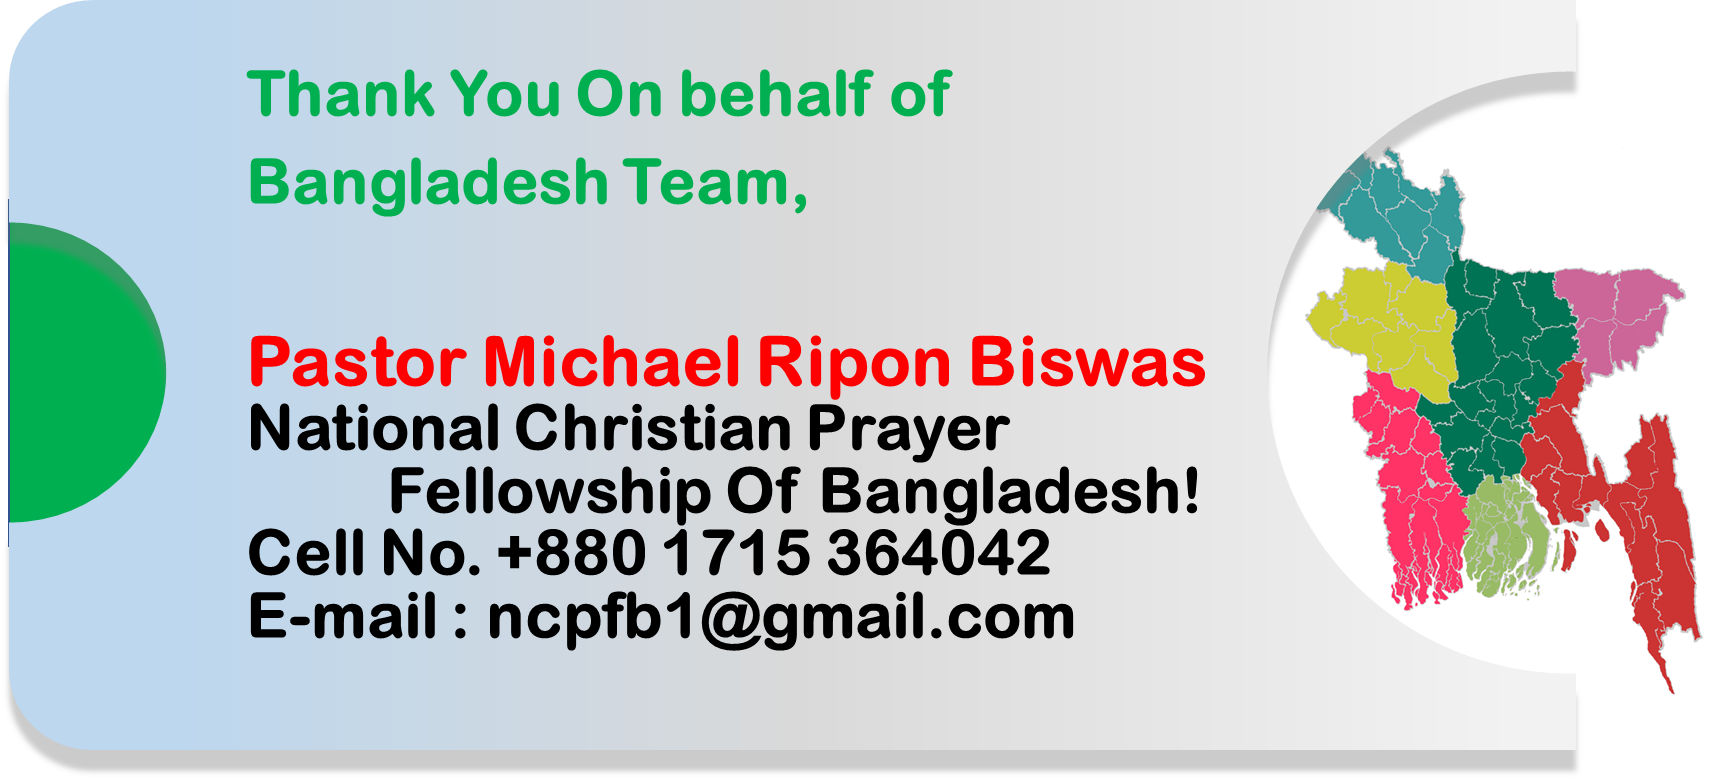 Thank You On behalf of
Bangladesh Team,
Pastor Michael Ripon Biswas
National Christian Prayer
Fellowship Of Bangladesh!
Cell No. +880 1715 364042
E-mail : ncpfb1@gmail.com